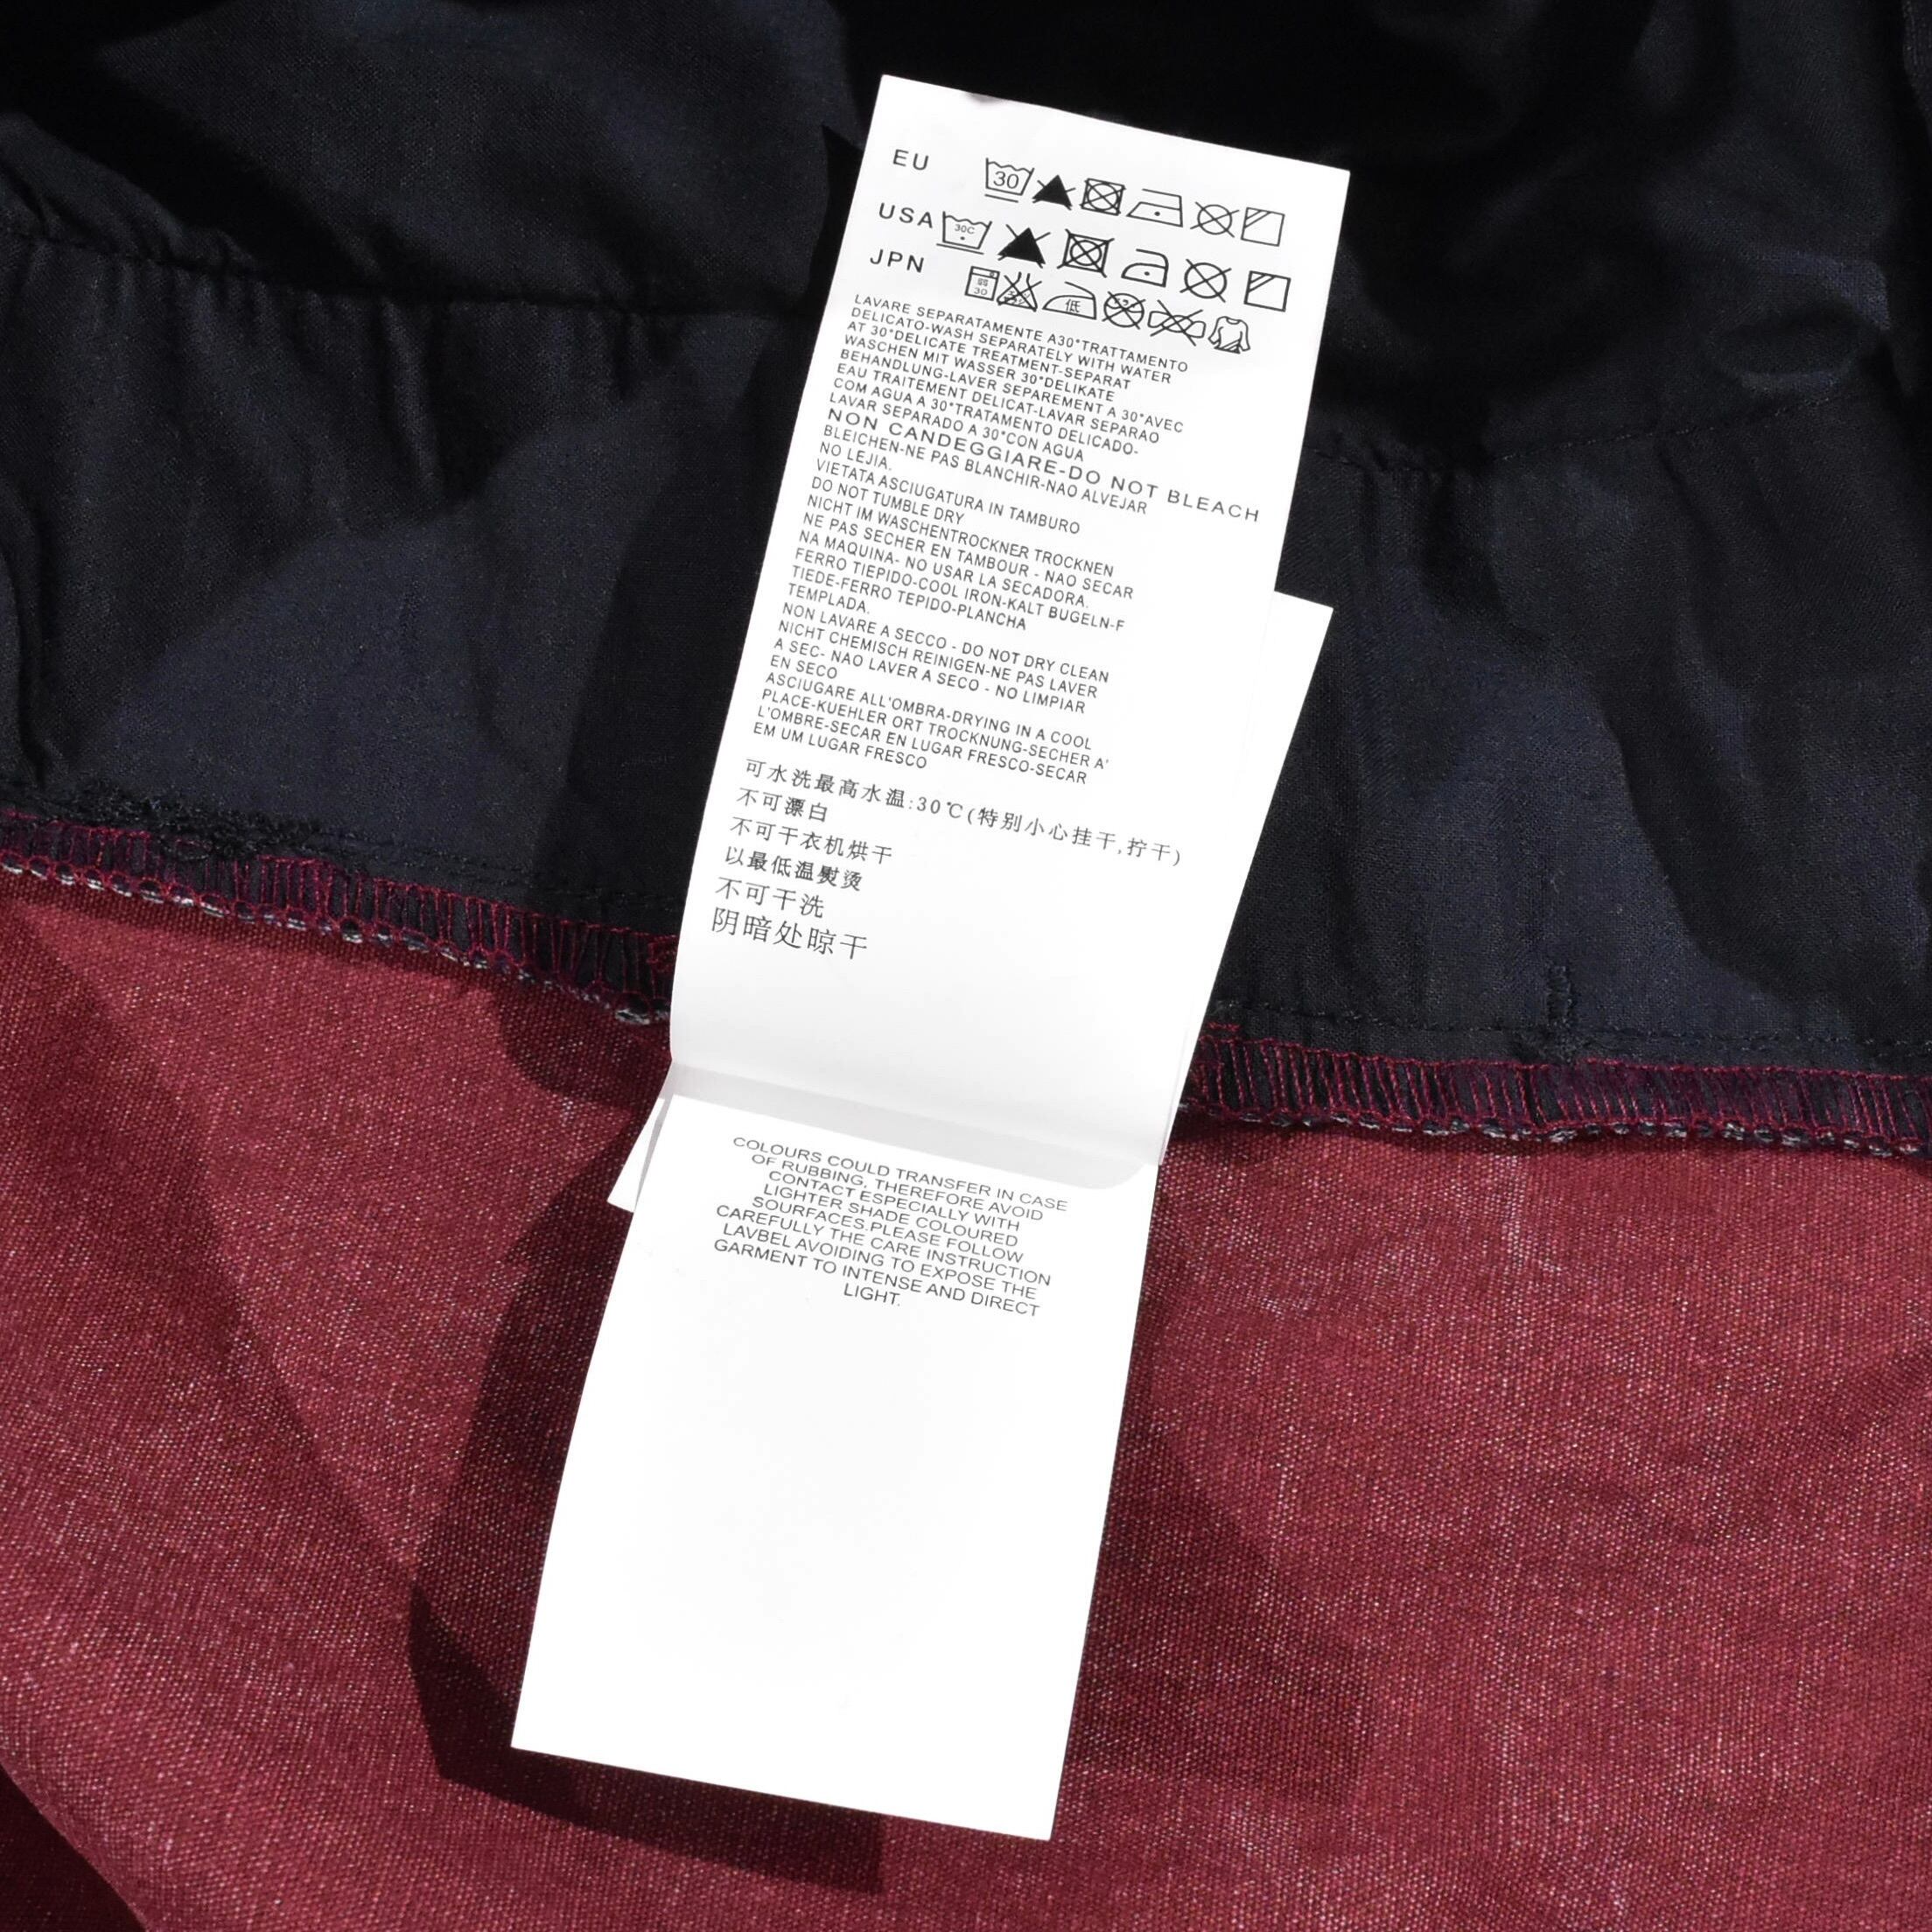 EU 30
USA 30C
JPN 30 低
LAVARE SEPARATAMENTE A30°TRATTAMENTO
DELICATO-WASH SEPARATELY WITH WATER
AT 30°DELICATE TREATMENT-SEPARAT
WASCHEN MIT WASSER 30°DELIKATE
BEHANDLUNG-LAVER SEPAREMENT A 30°AVEC
EAU TRAITEMENT DELICAT-LAVAR SEPARAO
COM AGUA A 30°TRATAMENTO DELICADO-
LAVAR SEPARADO A 30°CON AGUA
NON CANDEGGIARE-DO NOT BLEACH
BLEICHEN-NE PAS BLANCHIR-NAO ALVEJAR
NO LEJIA.
VIETATA ASCIUGATURA IN TAMBURO
DO NOT TUMBLE DRY
NICHT IM WASCHENTROCKNER TROCKNEN
NE PAS SECHER EN TAMBOUR - NAO SECAR
NA MAQUINA- NO USAR LA SECADORA.
FERRO TIEPIDO-COOL IRON-KALT BUGELN-F
TIEDE-FERRO TEPIDO-PLANCHA
TEMPLADA.
NON LAVARE A SECCO - DO NOT DRY CLEAN
NICHT CHEMISCH REINIGEN-NE PAS LAVER
A SEC- NAO LAVER A SECO - NO LIMPIAR
EN SECO
ASCIUGARE ALL'OMBRA-DRYING IN A COOL
PLACE-KUEHLER ORT TROCKNUNG-SECHER A'
L'OMBRE-SECAR EN LUGAR FRESCO-SECAR
EM UM LUGAR FRESCO
可水洗最高水温:30℃(特别小心挂干,拧干)
不可漂白
不可干衣机烘干
以最低温熨烫
不可干洗
阴暗处晾干
COLOURS COULD TRANSFER IN CASE
OF RUBBING, THEREFORE AVOID
CONTACT ESPECIALLY WITH
LIGHTER SHADE COLOURED
SOURFACES.PLEASE FOLLOW
CAREFULLY THE CARE INSTRUCTION
LAVBEL AVOIDING TO EXPOSE THE
GARMENT TO INTENSE AND DIRECT
LIGHT.